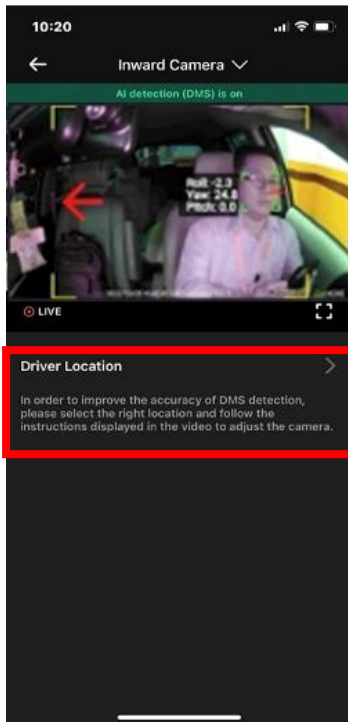 10:20
Inward Camera
AI detection (DMS) is on
Roll: -2.3
Yaw: 24.8
Pitch: 0.0
LIVE
Driver Location
In order to improve the accuracy of DMS detection,
please select the right location and follow the
instructions displayed in the video to adjust the camera.